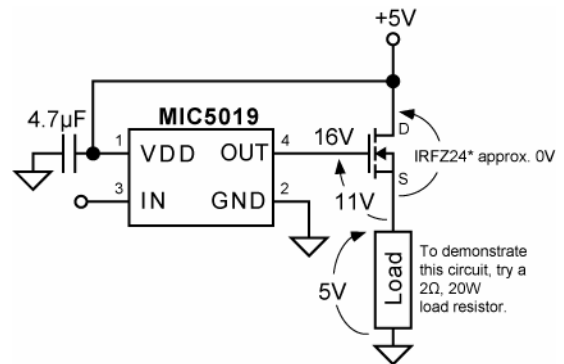 +5V
4.7µF
MIC5019
1
VDD
OUT
4
16V
D
IRFZ24* approx. 0V
3
IN
GND
2
11V
S
5V
Load
To demonstrate
this circuit, try a
2Ω, 20W
load resistor.